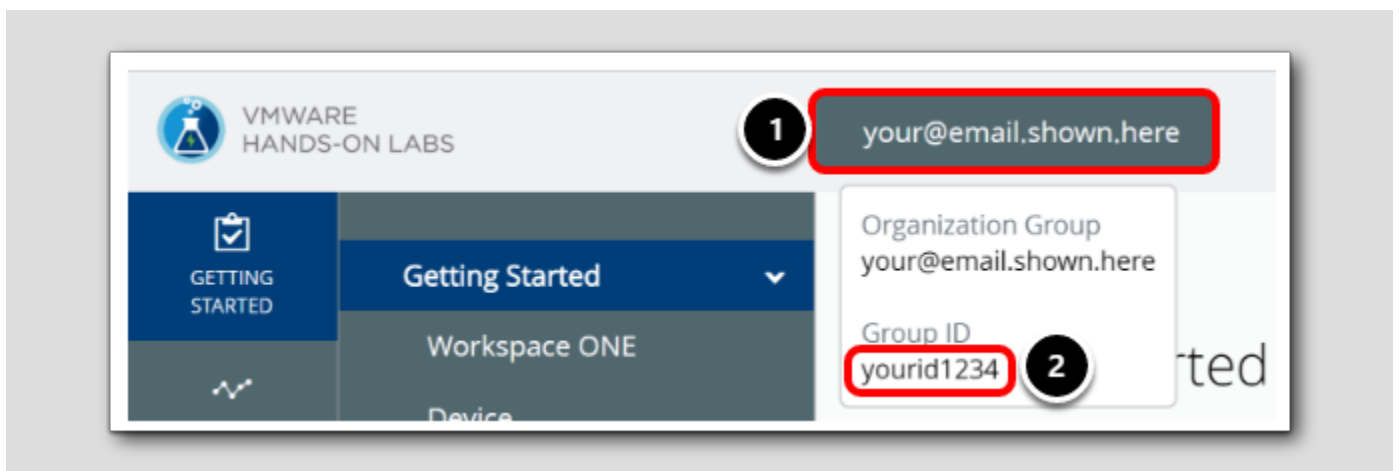 VMWARE
HANDS-ON LABS
1
your@email.shown.here
GETTING
STARTED
Getting Started
Workspace ONE
Device
Organization Group
your@email.shown.here
Group ID
yourid1234
2
rted